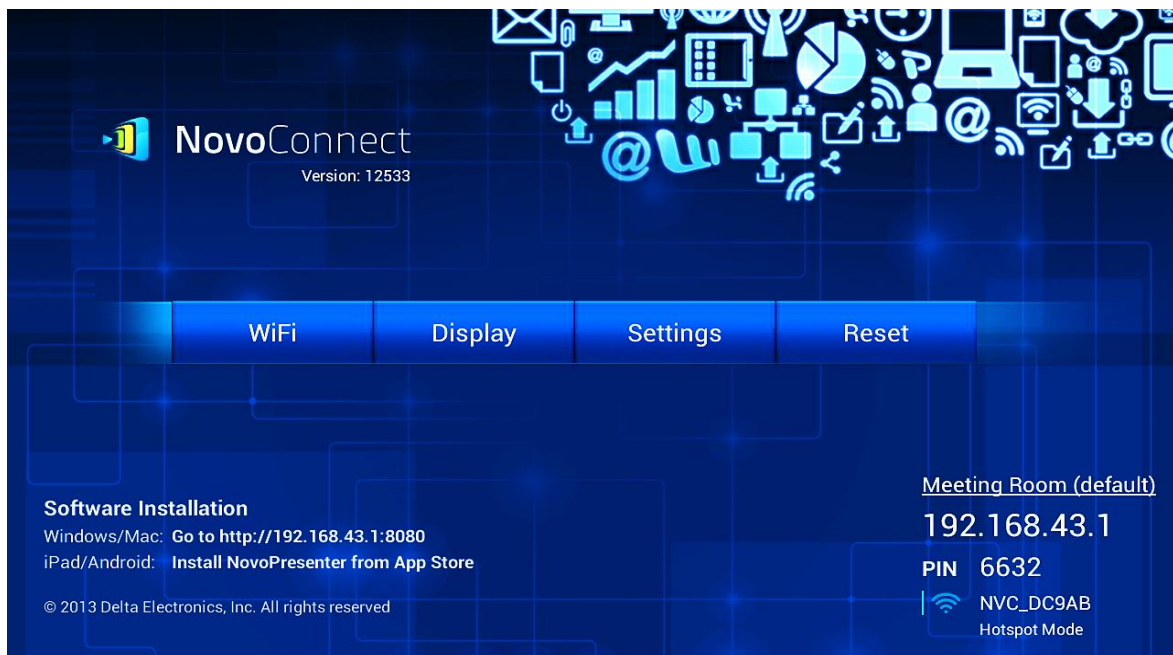 NovoConnect
Version: 12533
WiFi
Display
Settings
Reset
Software Installation
Windows/Mac: Go to http://192.168.43.1:8080
iPad/Android: Install NovoPresenter from App Store
© 2013 Delta Electronics, Inc. All rights reserved
Meeting Room (default)
192.168.43.1
PIN 6632
NVC_DC9AB
Hotspot Mode